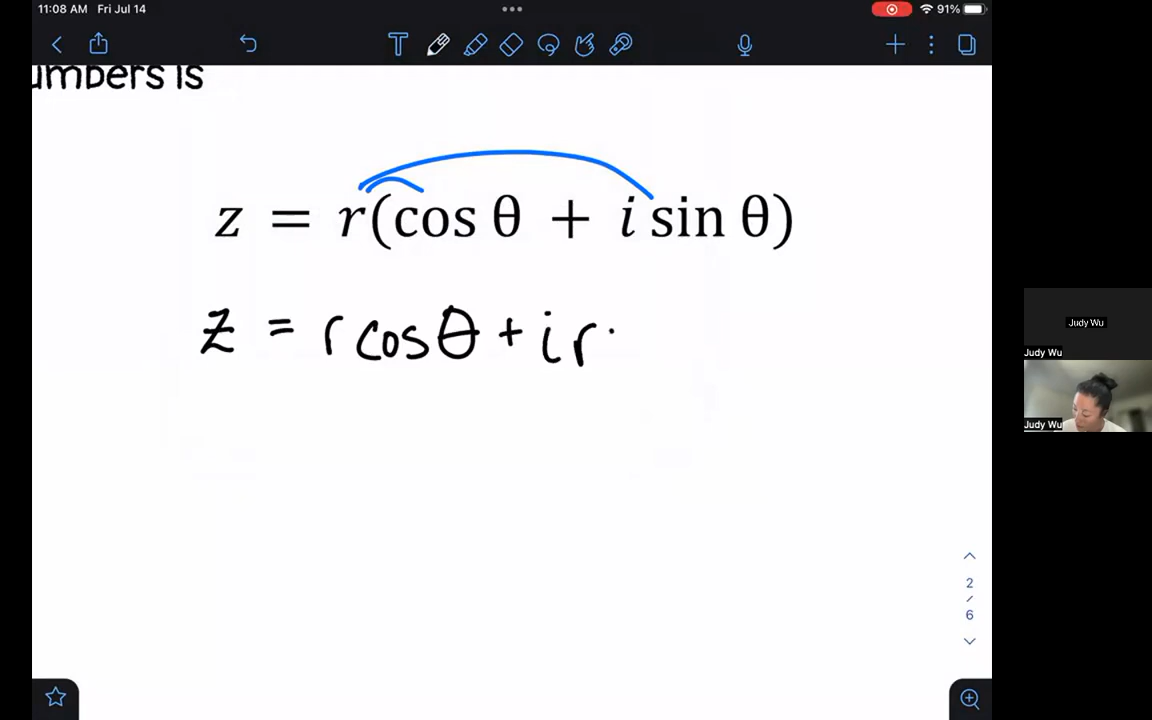 11:08 AM Fri Jul 14
91%
umbers is
z = r(cos θ + i sin θ)
z = r cos θ + i r
Judy Wu
Judy Wu
Judy Wu
2
/
6